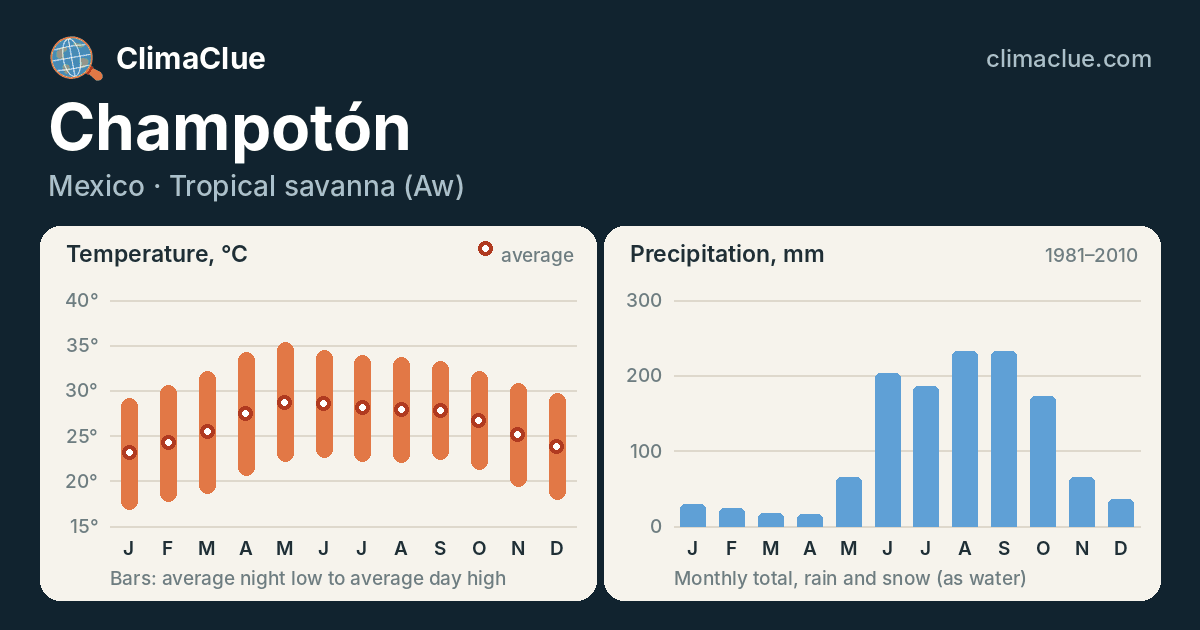 ClimaClue
climaclue.com
Champotón
Mexico · Tropical savanna (Aw)
Temperature, °C
average
40°
35°
30°
25°
20°
15°
J F M A M J J A S O N D
Bars: average night low to average day high
Precipitation, mm
1981–2010
300
200
100
0
J F M A M J J A S O N D
Monthly total, rain and snow (as water)